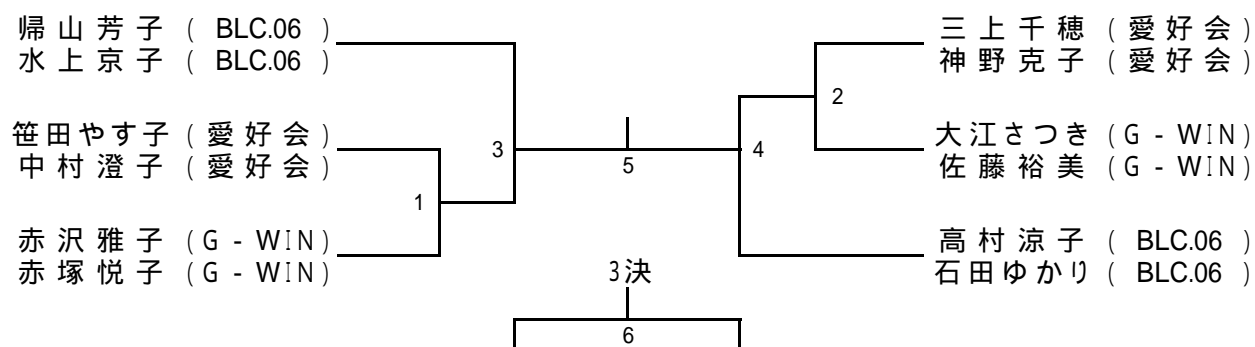 帰山芳子 ( BLC.06 )
水上京子 ( BLC.06 )
笹田やす子 (愛好会)
中村澄子 (愛好会)
赤沢雅子 (G-WIN)
赤塚悦子 (G-WIN)
1
3
5
3決
6
4
2
三上千穂 (愛好会)
神野克子 (愛好会)
大江さつき (G-WIN)
佐藤裕美 (G-WIN)
高村涼子 ( BLC.06 )
石田ゆかり ( BLC.06 )